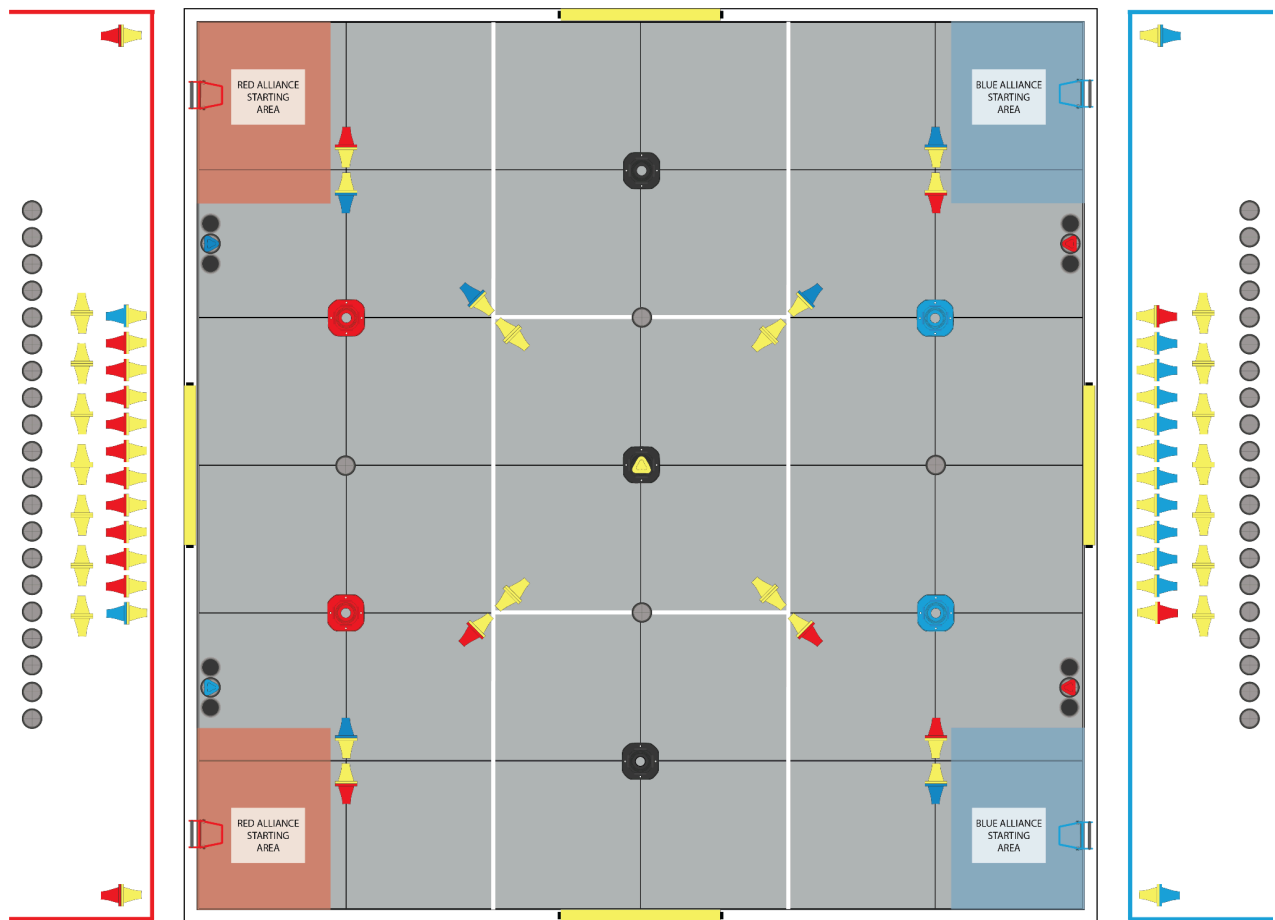 RED ALLIANCE
STARTING
AREA
BLUE ALLIANCE
STARTING
AREA
RED ALLIANCE
STARTING
AREA
BLUE ALLIANCE
STARTING
AREA